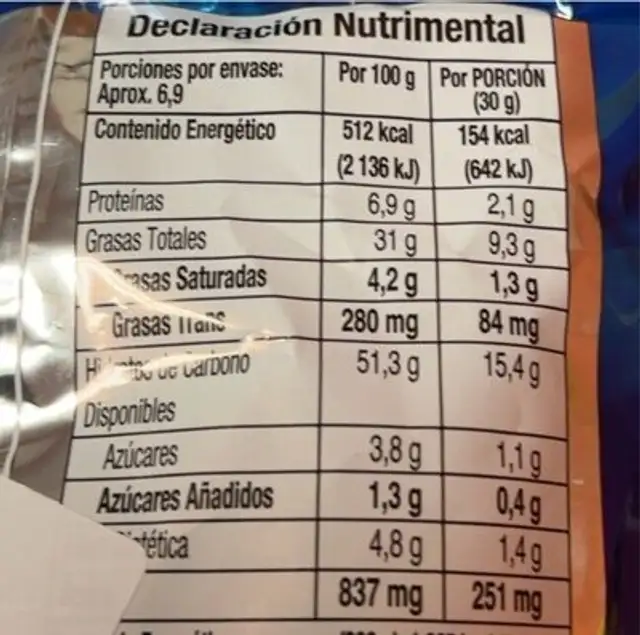 Declaración Nutrimental
Porciones por envase: Por 100 g Por PORCIÓN
Aprox. 6,9 (30 g)
Contenido Energético 512 kcal 154 kcal
(2 136 kJ) (642 kJ)
Proteínas 6,9 g 2,1 g
Grasas Totales 31 g 9,3 g
Saturadas 4,2 g 1,3 g
Grasas Trans 280 mg 84 mg
de Carbono 51,3 g 15,4 g
Disponibles
Azúcares 3,8 g 1,1 g
Azúcares Añadidos 1,3 g 0,4 g
4,8 g 1,4 g
837 mg 251 mg